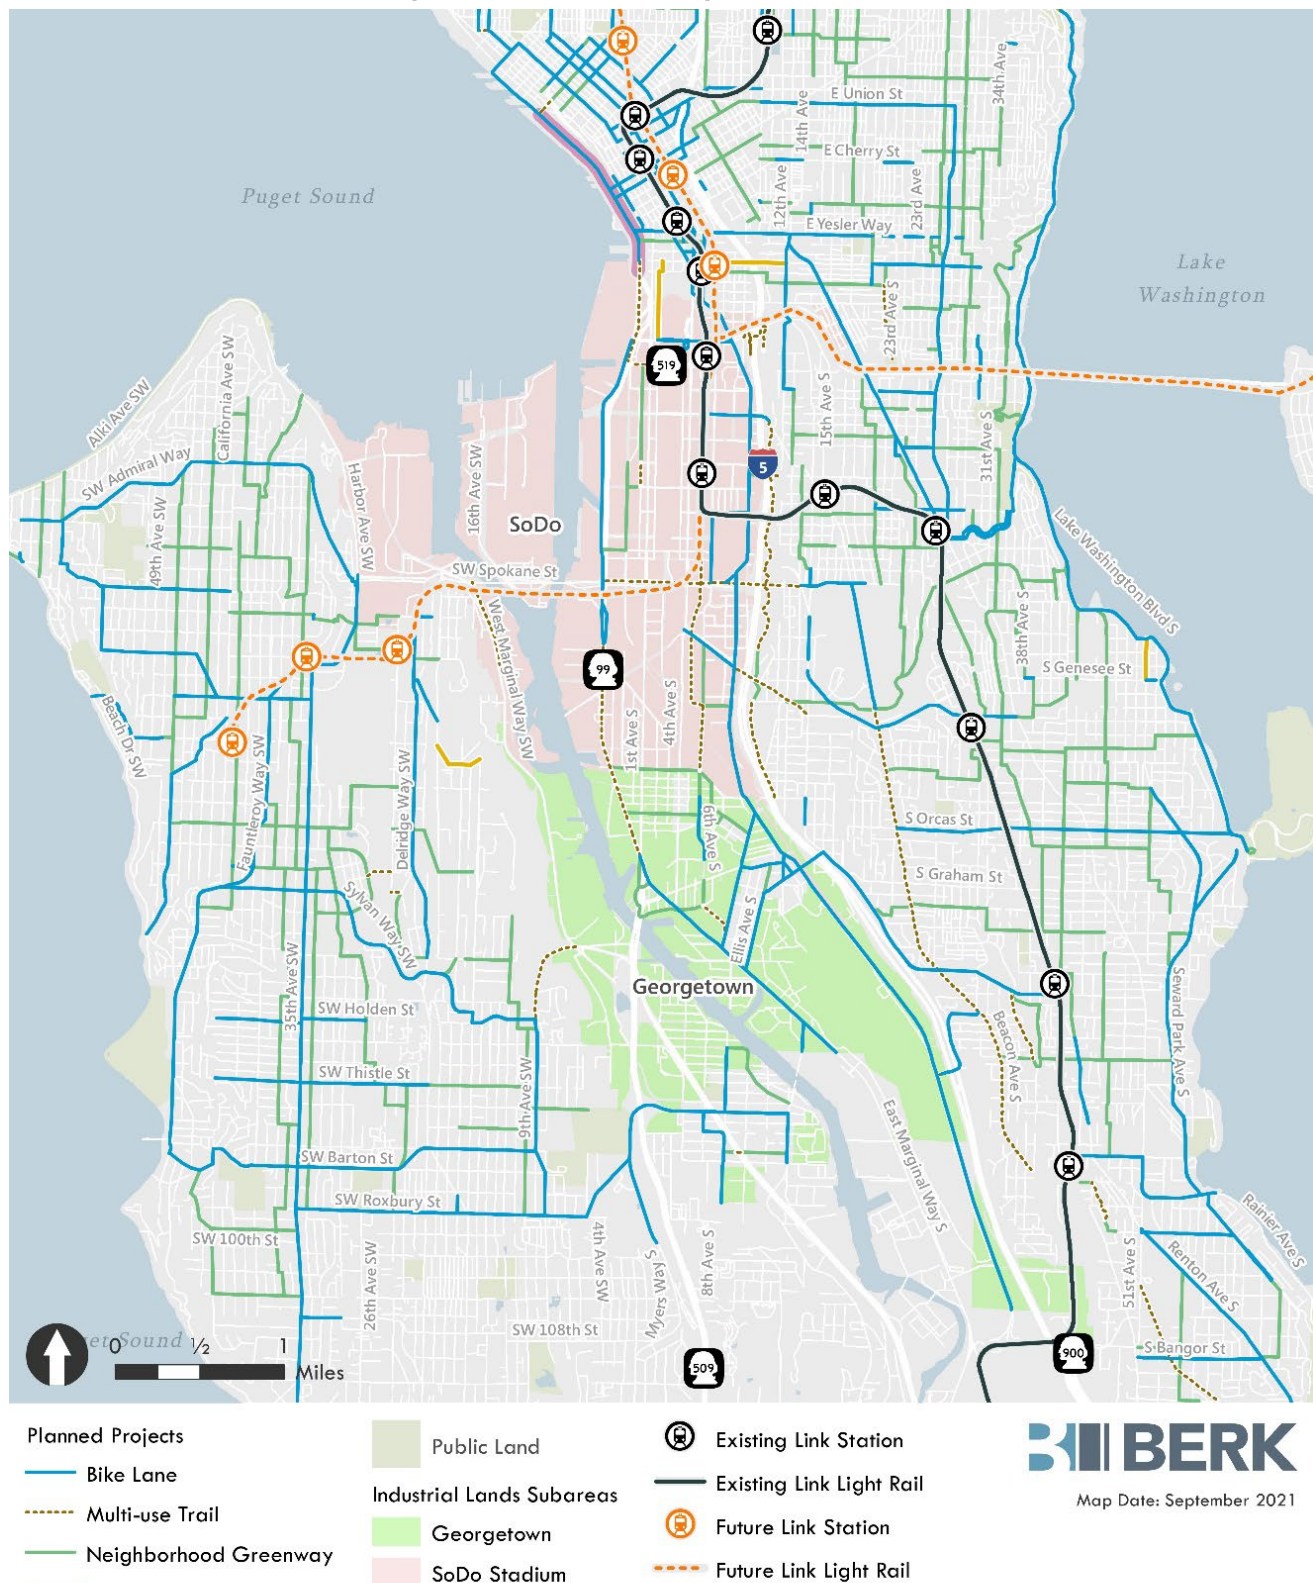 34th Ave
E Union St
14th Ave
E Cherry St
Puget Sound
12th Ave
23rd Ave
E Yesler Way
Lake
Washington
23rd Ave S
California Ave SW
519
Alki Ave SW
15th Ave S
31st Ave S
SW Admiral Way
Harbor Ave SW
16th Ave SW
5
SoDo
49th Ave SW
Lake Washington Blvd S
SW Spokane St
West Marginal Way SW
38th Ave S
S Genesee St
99
Beach Dr SW
1st Ave S
4th Ave S
Fauntleroy Way SW
Delridge Way SW
6th Ave S
S Orcas St
S Graham St
Sylvan Way SW
Ellis Ave S
35th Ave SW
Georgetown
SW Holden St
Beacon Ave S
Seward Park Ave S
SW Thistle St
9th Ave SW
East Marginal Way S
SW Barton St
SW Roxbury St
Rainier Ave S
SW 100th St
4th Ave SW
Myers Way S
8th Ave S
51st Ave S
Renton Ave S
26th Ave SW
SW 108th St
S Bangor St
900
509
et Sound
0 ½ 1
Miles
Planned Projects
Bike Lane
Multi-use Trail
Neighborhood Greenway
Public Land
Industrial Lands Subareas
Georgetown
SoDo Stadium
Existing Link Station
Existing Link Light Rail
Future Link Station
Future Link Light Rail
BERK
Map Date: September 2021